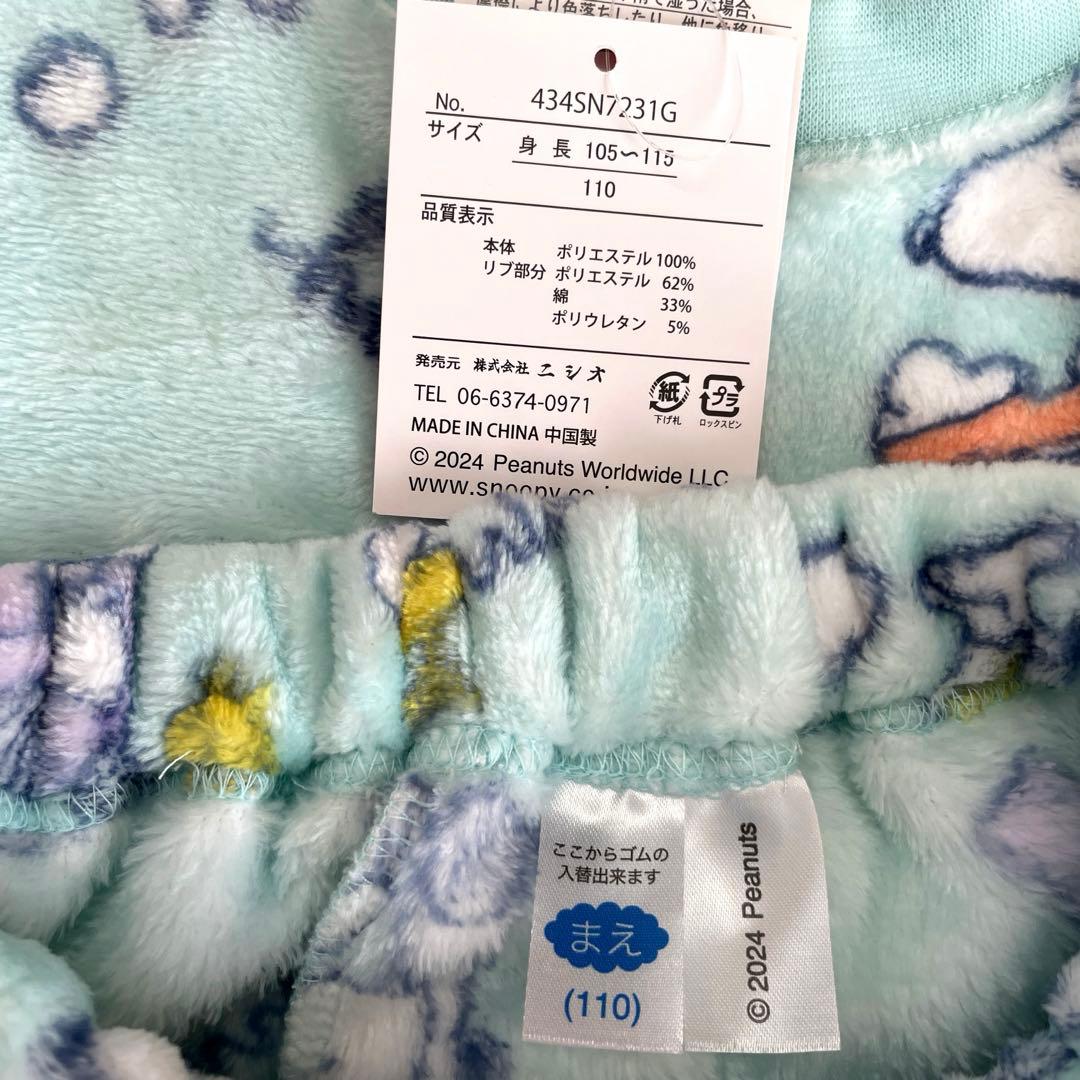 No. 434SN7231G
サイズ
身 長 105〜115
110
品質表示
本体 ポリエステル 100%
リブ部分 ポリエステル 62%
綿 33%
ポリウレタン 5%
発売元 株式会社 ニシオ
TEL 06-6374-0971
MADE IN CHINA 中国製
© 2024 Peanuts Worldwide LLC
www.snoopy.co
紙
下げ札
プラ
ロックスピン
ここからゴムの
入替出来ます
まえ
(110)
© 2024 Peanuts